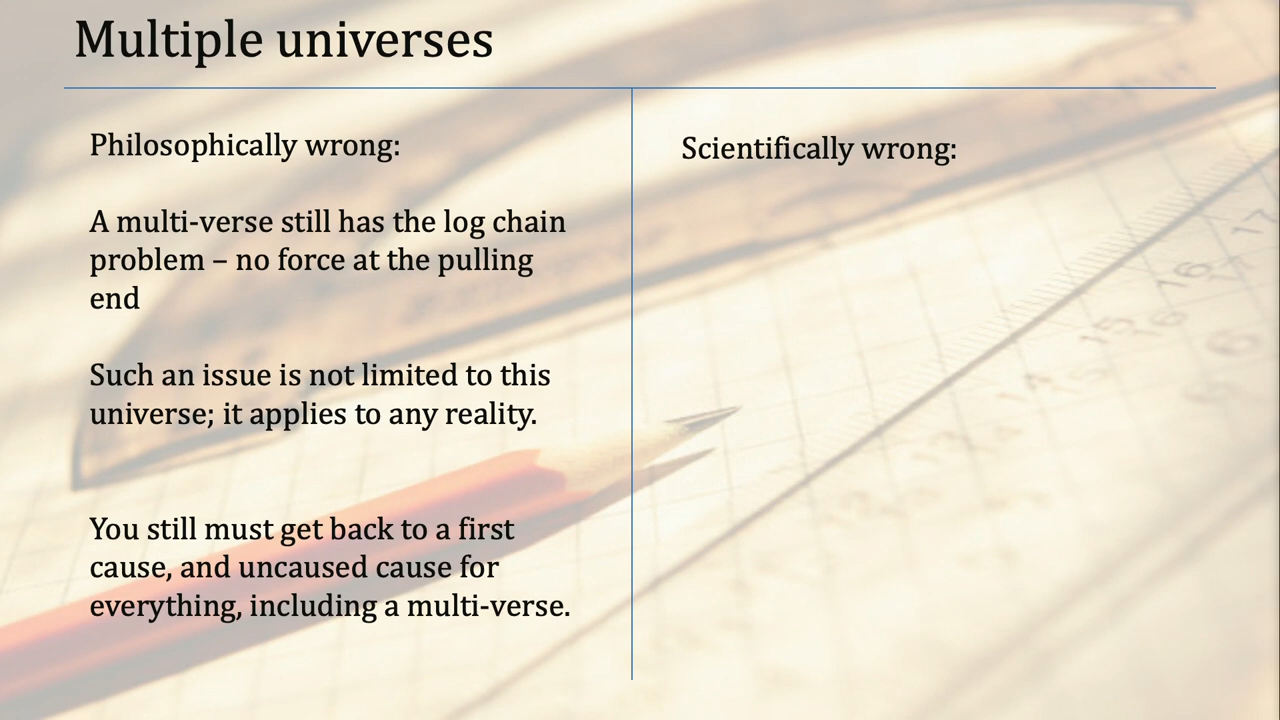 Multiple universes
Philosophically wrong:
A multi-verse still has the log chain
problem – no force at the pulling
end
Such an issue is not limited to this
universe; it applies to any reality.
You still must get back to a first
cause, and uncaused cause for
everything, including a multi-verse.
Scientifically wrong: